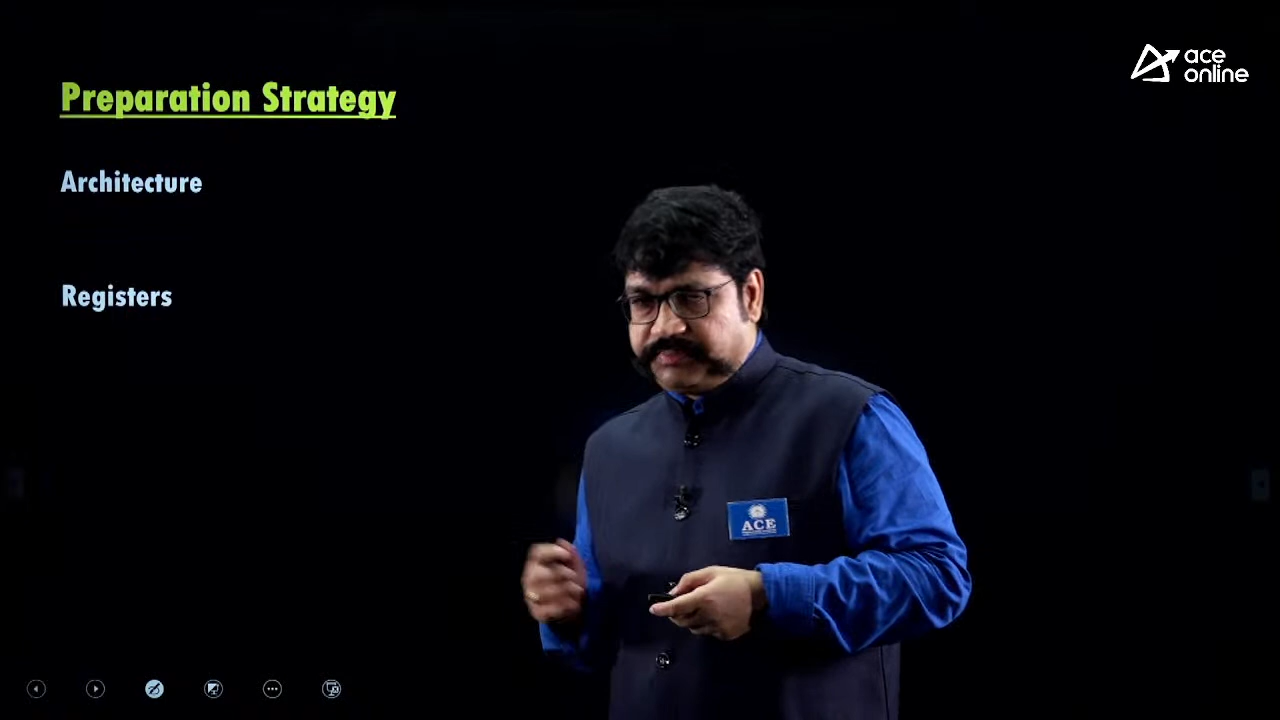 Preparation Strategy
ace
online
Architecture
Registers
ACE